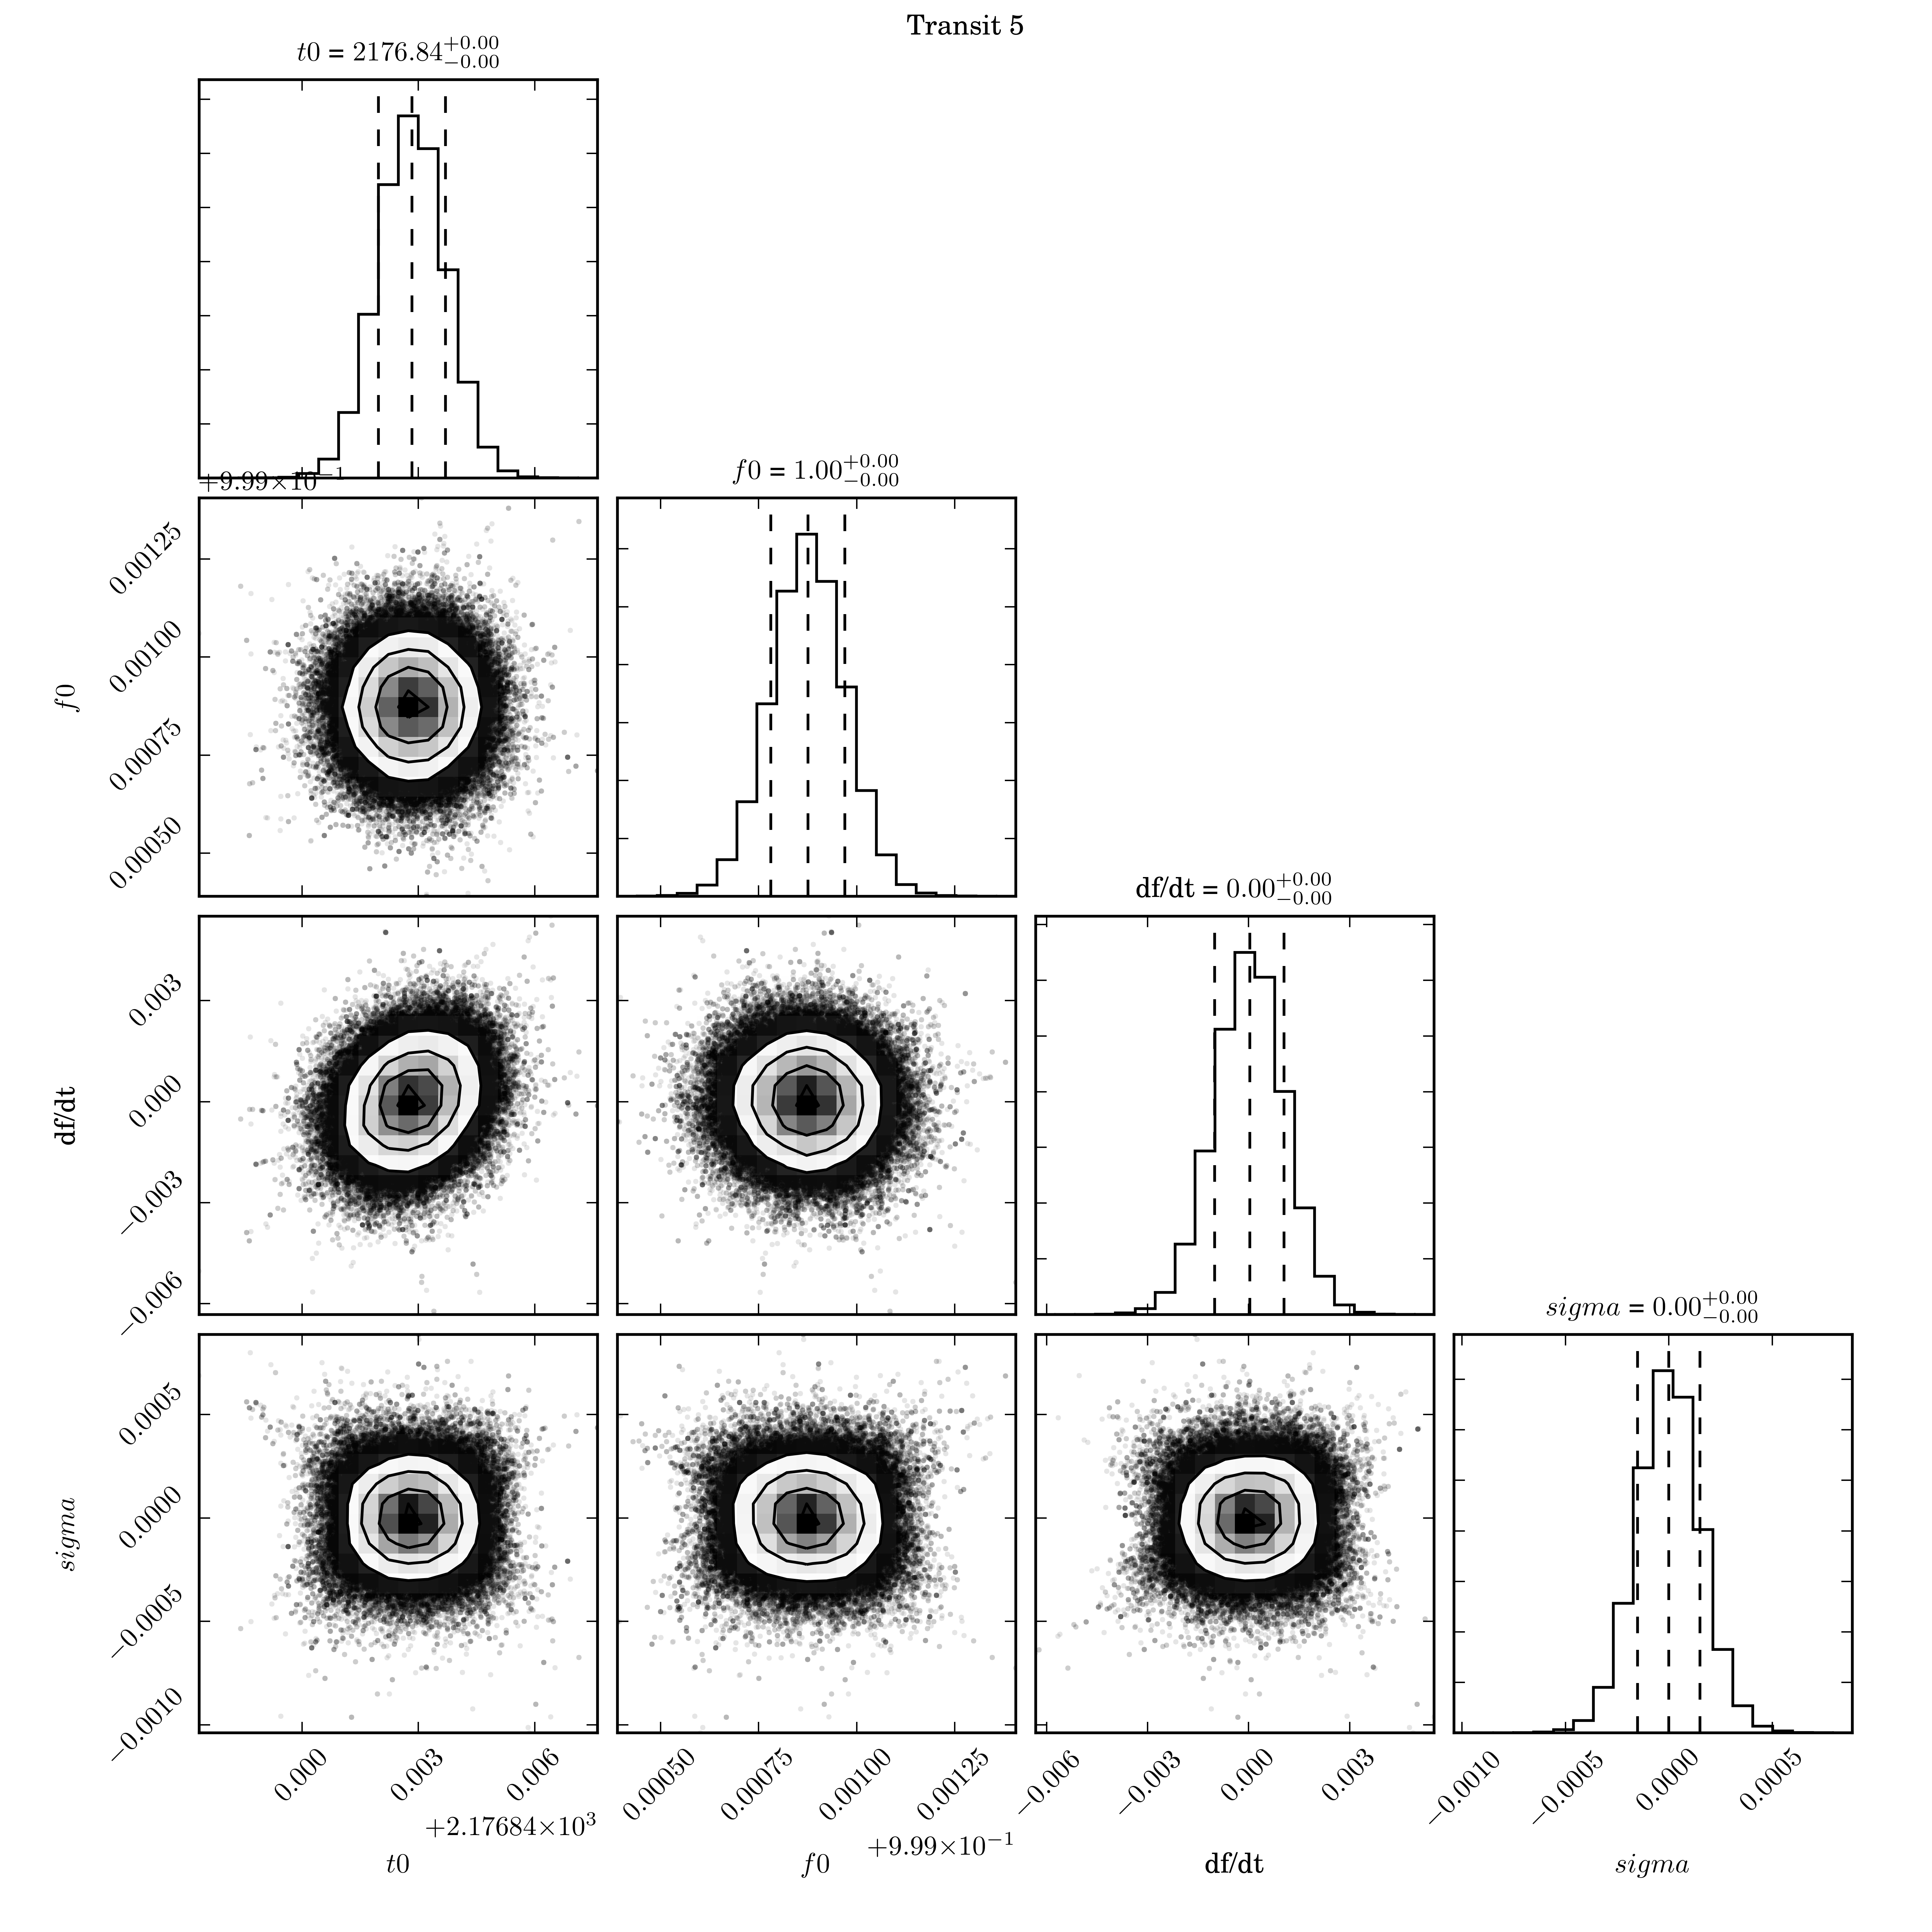 Transit 5
t0 = 2176.84+0.00 −0.00
+9.99×10−1
f0 = 1.00+0.00 −0.00
0.00125
0.00100
0.00075
0.00050
f0
df/dt = 0.00+0.00 −0.00
0.003
0.000
−0.003
−0.006
df/dt
sigma = 0.00+0.00 −0.00
0.0005
0.0000
−0.0005
−0.0010
sigma
0.000 0.003 0.006
0.00050 0.00075 0.00100 0.00125
−0.006 −0.003 0.000 0.003
−0.0010 −0.0005 0.0000 0.0005
+2.17684×103
+9.99×10−1
t0 f0 df/dt sigma